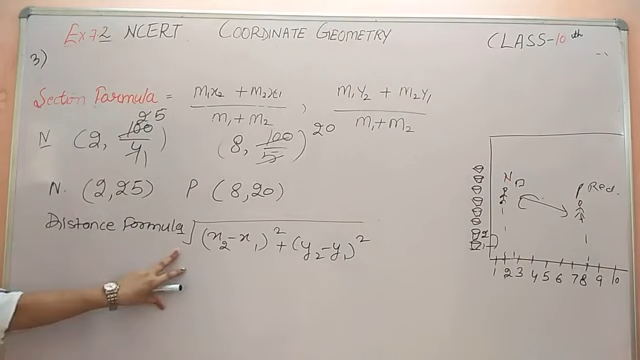 Ex 7.2 NCERT COORDINATE GEOMETRY CLASS-10th
3)
Section Formula = m1x2 + m2x1 / m1 + m2 , m1y2 + m2y1 / m1 + m2
N (2, 100/4) 25 (8, 100/5) 20
N. (2,25) P (8,20)
Distance Formula √(x2-x1)² + (y2-y1)²
N P Red.
1 2 3 4 5 6 7 8 9 10